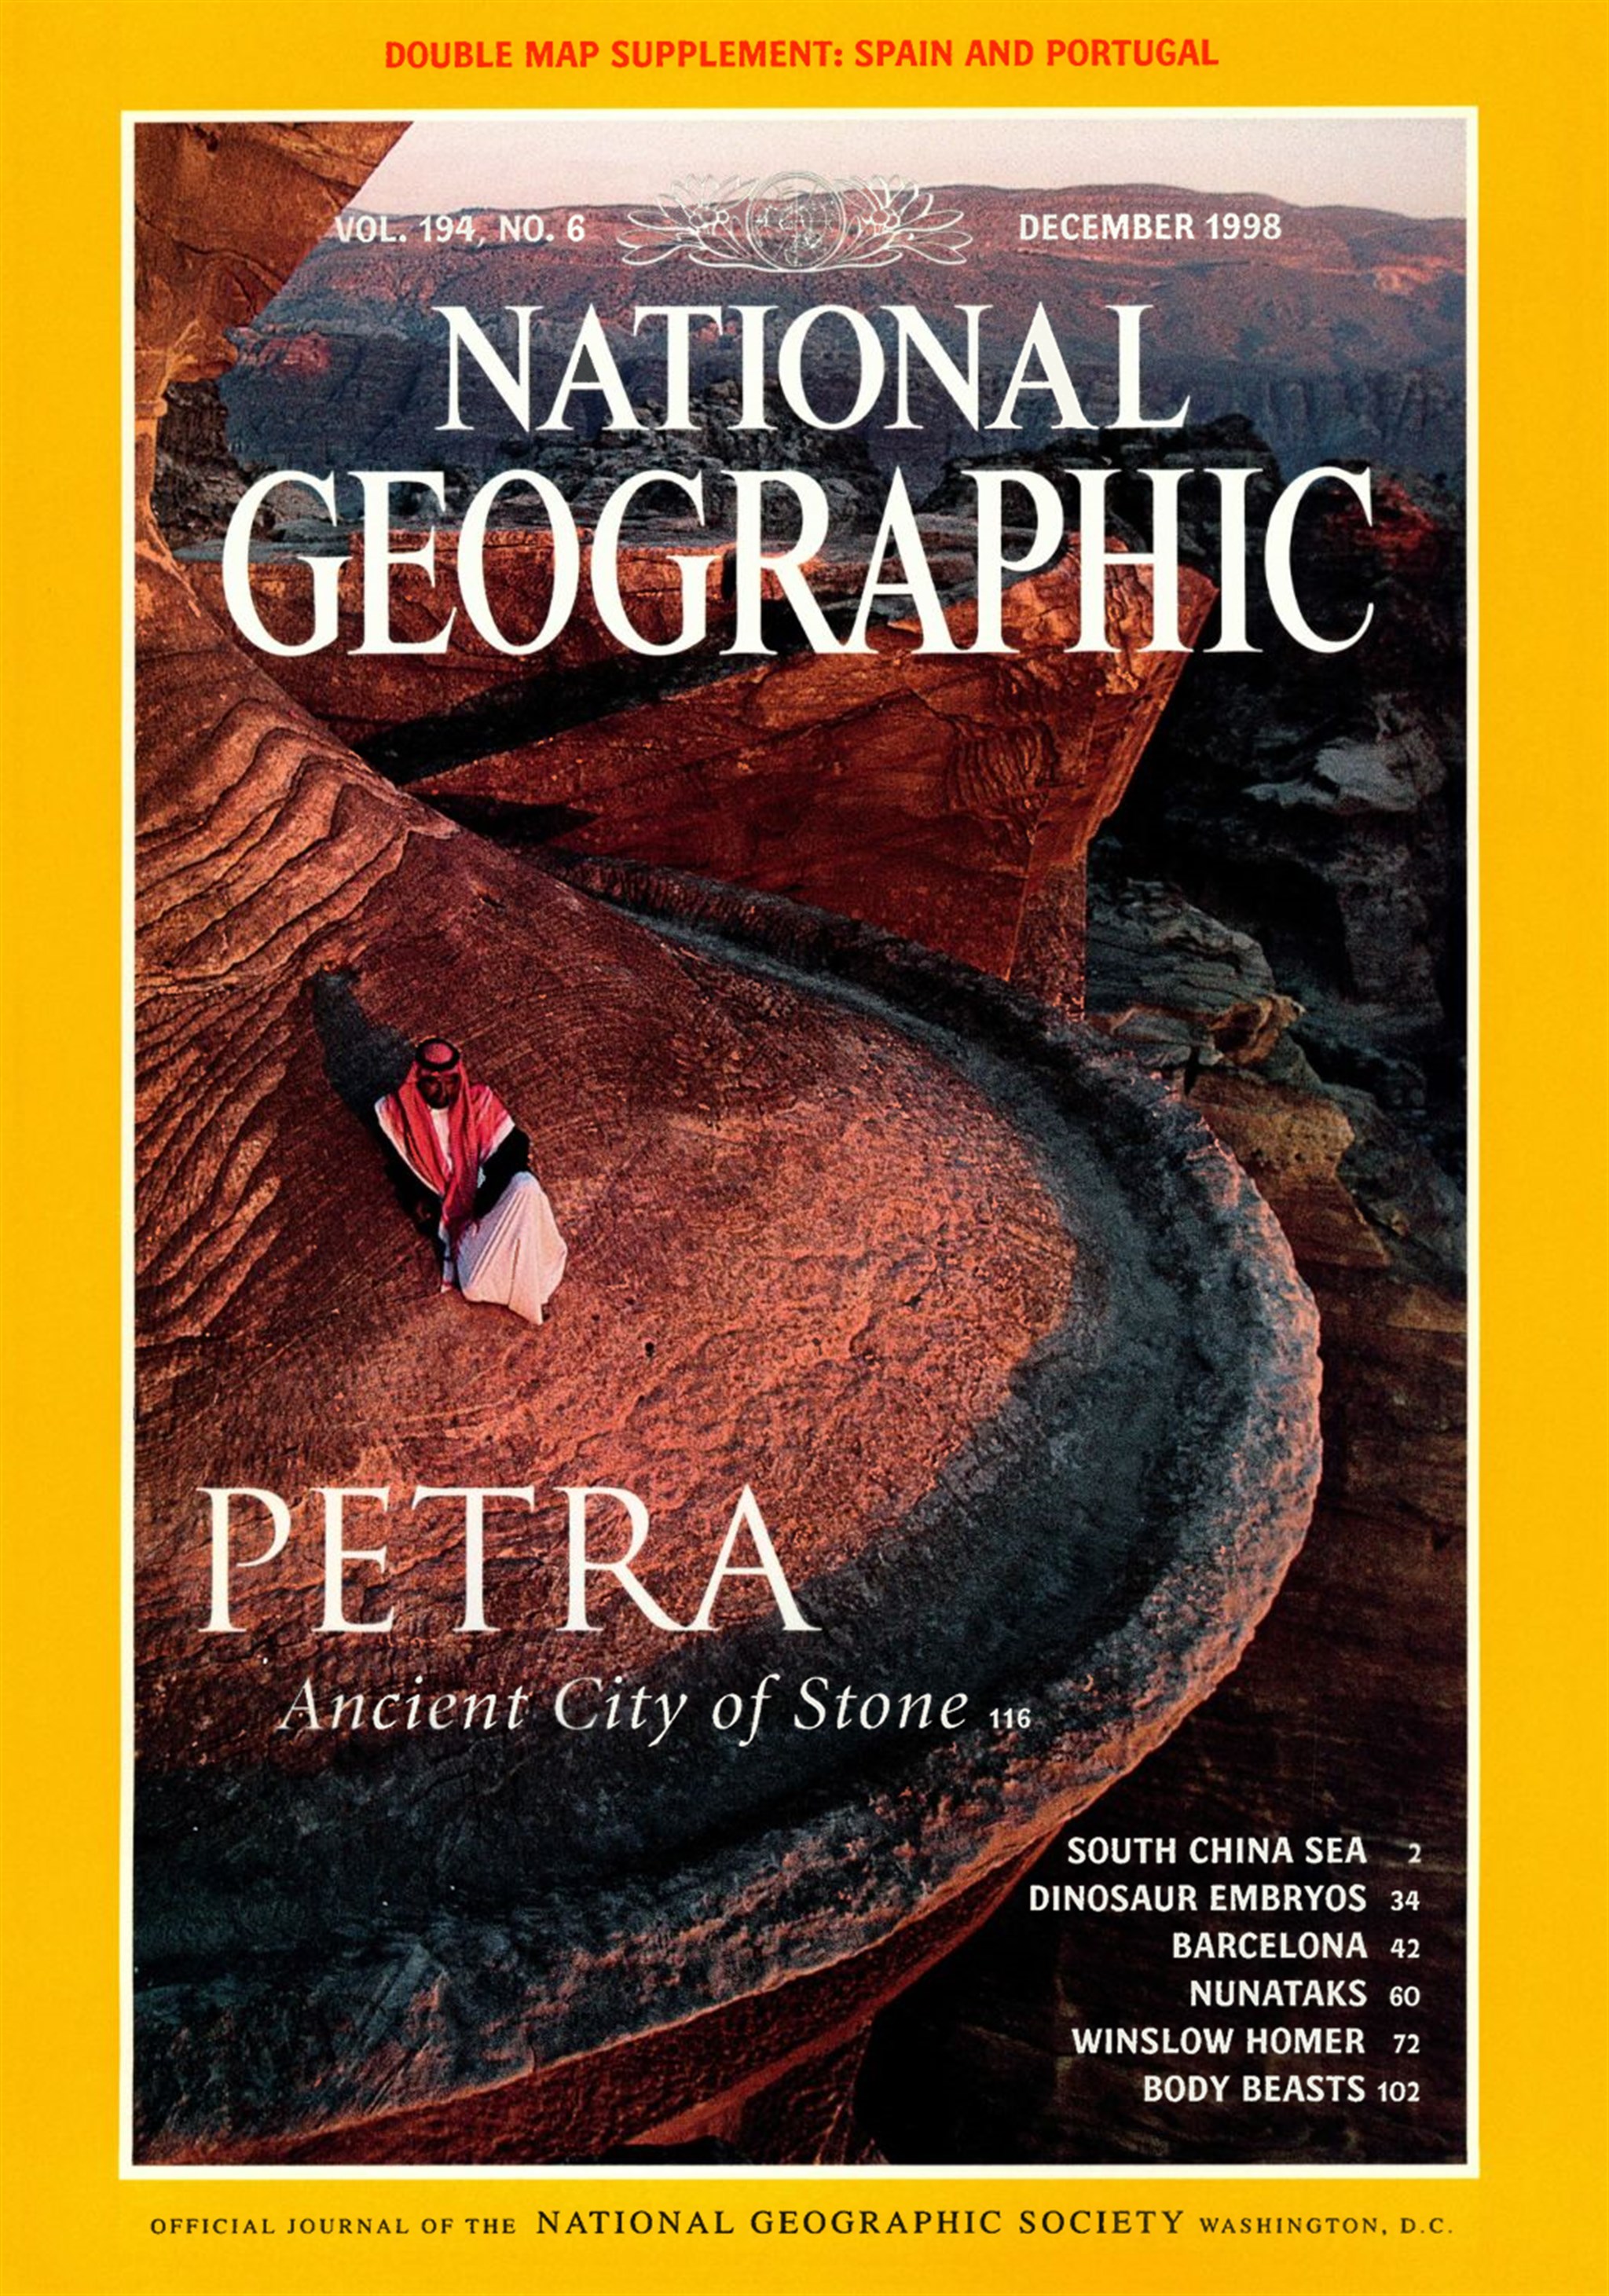 DOUBLE MAP SUPPLEMENT: SPAIN AND PORTUGAL
VOL. 194, NO. 6 DECEMBER 1998
NATIONAL
GEOGRAPHIC
PETRA
Ancient City of Stone 116
SOUTH CHINA SEA 2
DINOSAUR EMBRYOS 34
BARCELONA 42
NUNATAKS 60
WINSLOW HOMER 72
BODY BEASTS 102
OFFICIAL JOURNAL OF THE NATIONAL GEOGRAPHIC SOCIETY WASHINGTON, D.C.